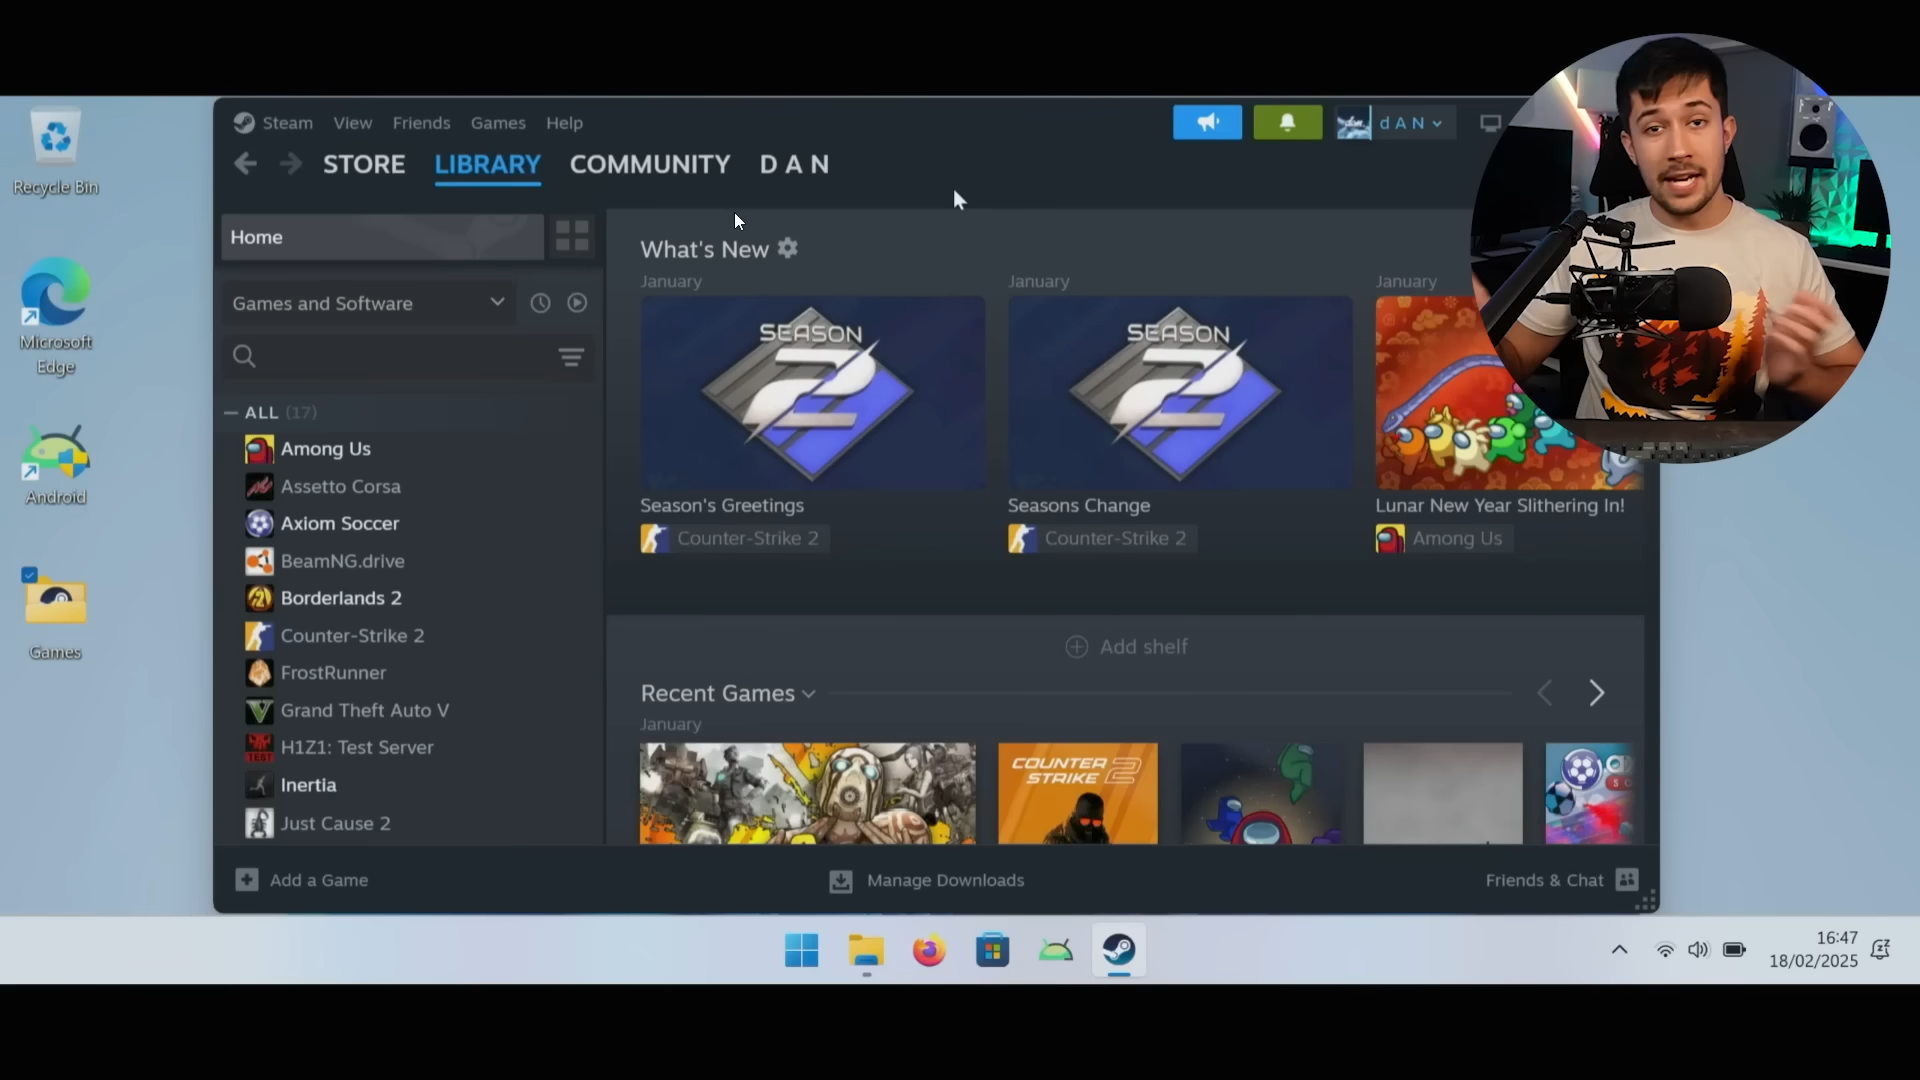 Recycle Bin
Microsoft
Edge
Android
Games
Steam View Friends Games Help
dAN
STORE LIBRARY COMMUNITY D A N
Home
Games and Software
ALL (17)
Among Us
Assetto Corsa
Axiom Soccer
BeamNG.drive
Borderlands 2
Counter-Strike 2
FrostRunner
Grand Theft Auto V
H1Z1: Test Server
Inertia
Just Cause 2
What's New
January
SEASON
2
Season's Greetings
Counter-Strike 2
January
SEASON
2
Seasons Change
Counter-Strike 2
January
Lunar New Year Slithering In!
Among Us
Add shelf
Recent Games
January
COUNTER
STRIKE 2
Add a Game
Manage Downloads
Friends & Chat
16:47
18/02/2025